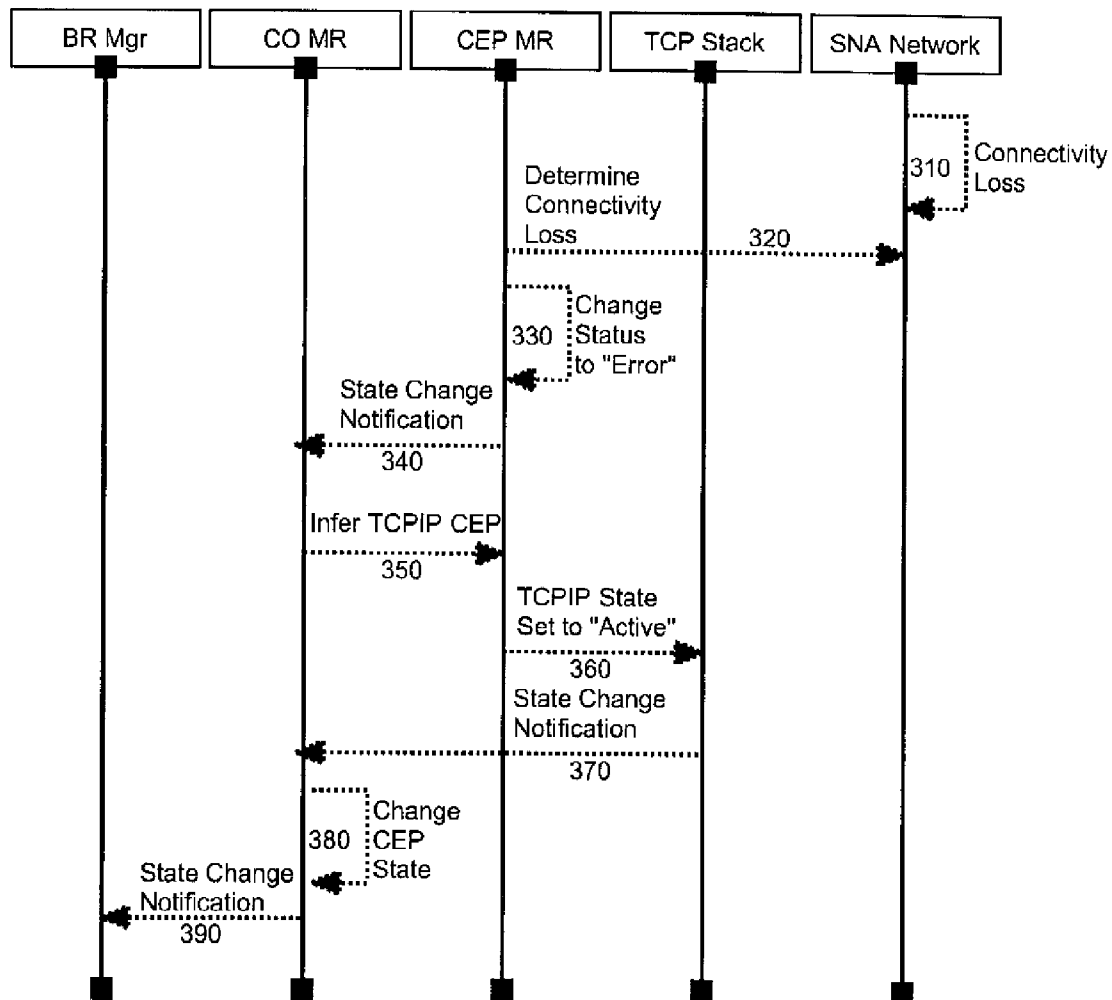 BR Mgr
CO MR
CEP MR
TCP Stack
SNA Network
310
Connectivity
Loss
Determine
Connectivity
Loss
320
330
Change
Status
to "Error"
State Change
Notification
340
Infer TCPIP CEP
350
TCPIP State
Set to "Active"
360
State Change
Notification
370
380
Change
CEP
State
State Change
Notification
390